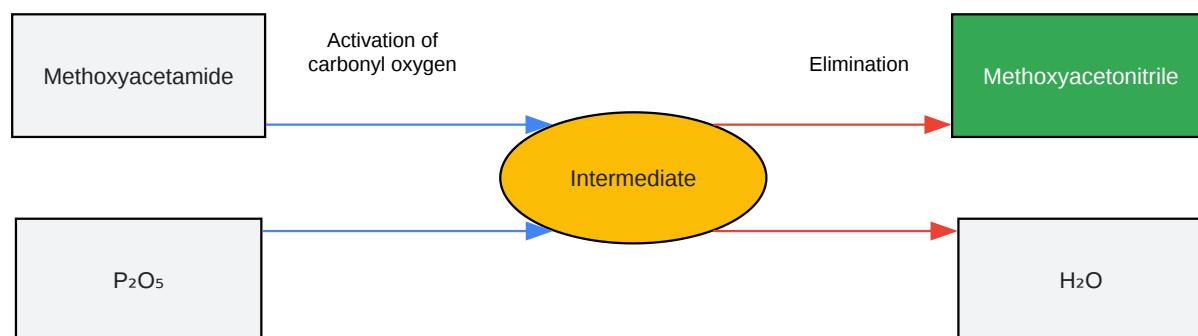 Activation of
carbonyl oxygen
Elimination
Methoxyacetamide
Methoxyacetonitrile
Intermediate
P₂O₅
H₂O